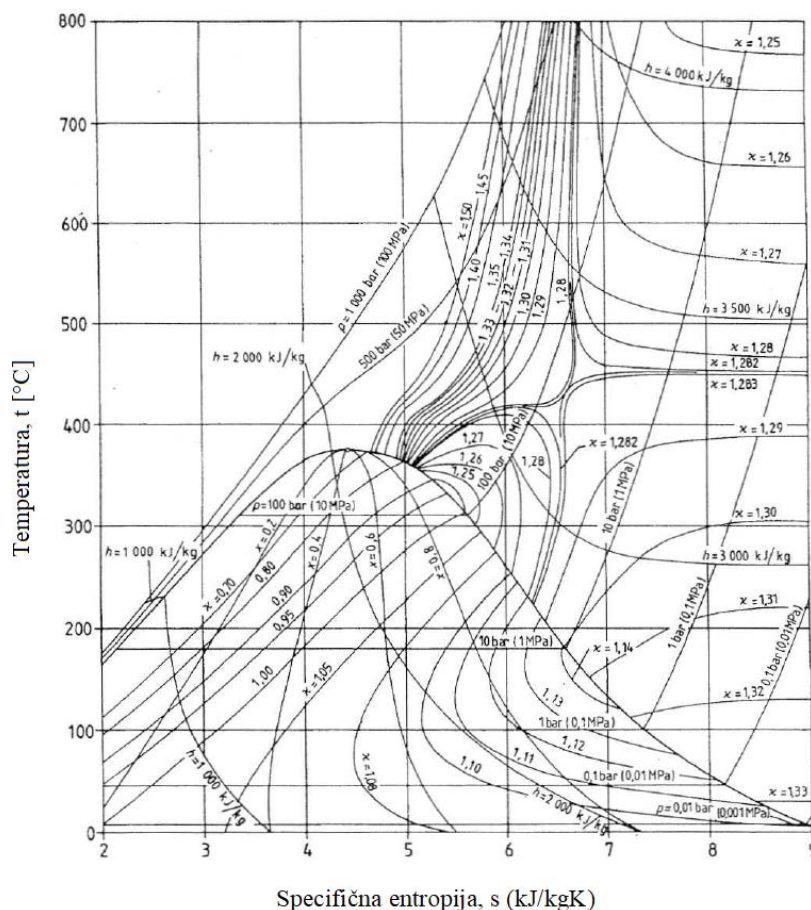 Temperatura, t [°C]
800
700
600
500
400
300
200
100
0
2
3
4
5
6
7
8
9
Specifična entropija, s (kJ/kgK)
ϰ=1,25
h=4 000 kJ/kg
ϰ=1,26
ϰ=1,27
h=3 500 kJ/kg
ϰ=1,28
ϰ=1,282
ϰ=1,283
ϰ=1,29
ϰ=1,30
h=3 000 kJ/kg
ϰ=1,31
ϰ=1,32
ϰ=1,33
p=1 000 bar (100 MPa)
500 bar (50 MPa)
h=2 000 kJ/kg
ϰ=1,50
1,45
1,40
1,35
1,34
1,33
1,32
1,31
1,30
1,29
1,28
1,27
1,26
1,25
1,28
ϰ=1,282
100 bar (10 MPa)
10 bar (1 MPa)
1 bar (0,1 MPa)
0,1 bar (0,01 MPa)
p=100 bar (10 MPa)
h=1 000 kJ/kg
x=0,2
x=0,4
x=0,6
x=0,8
ϰ=0,70
0,80
0,90
0,95
1,00
ϰ=1,05
10 bar (1 MPa)
ϰ=1,14
1,13
1 bar (0,1 MPa)
1,12
1,11
0,1 bar (0,01 MPa)
1,10
ϰ=1,08
h=1 000 kJ/kg
h=2 000 kJ/kg
p=0,01 bar (0,001 MPa)